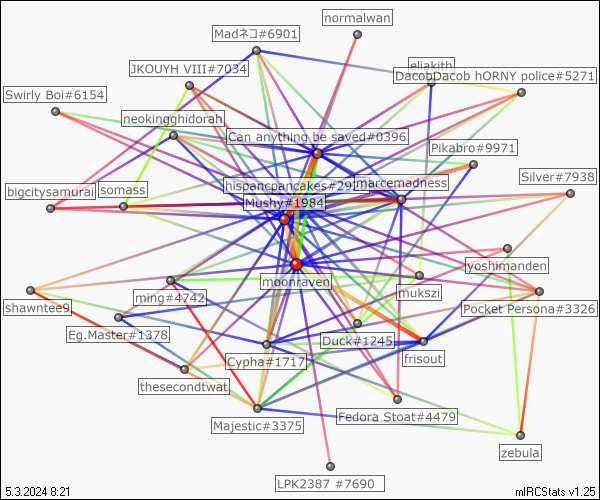 normalwan
Madネコ#6901
eliakith
JKOUYH VIII#7034
DacobDacob hORNY police#5271
Swirly Boi#6154
neokingghidorah
Can anything be saved#0396
Pikabro#9971
hispancpancakes#29
marcemadness
Silver#7938
bigcitysamurai
somass
Mushy#1984
yoshimanden
moonraven
mukszi
ming#4742
shawntee9
Pocket Persona#3326
Eg.Master#1378
Duck#1245
frisout
Cypha#1717
thesecondtwat
Fedora Stoat#4479
Majestic#3375
zebula
LPK2387 #7690
5.3.2024 8:21
mIRCStats v1.25